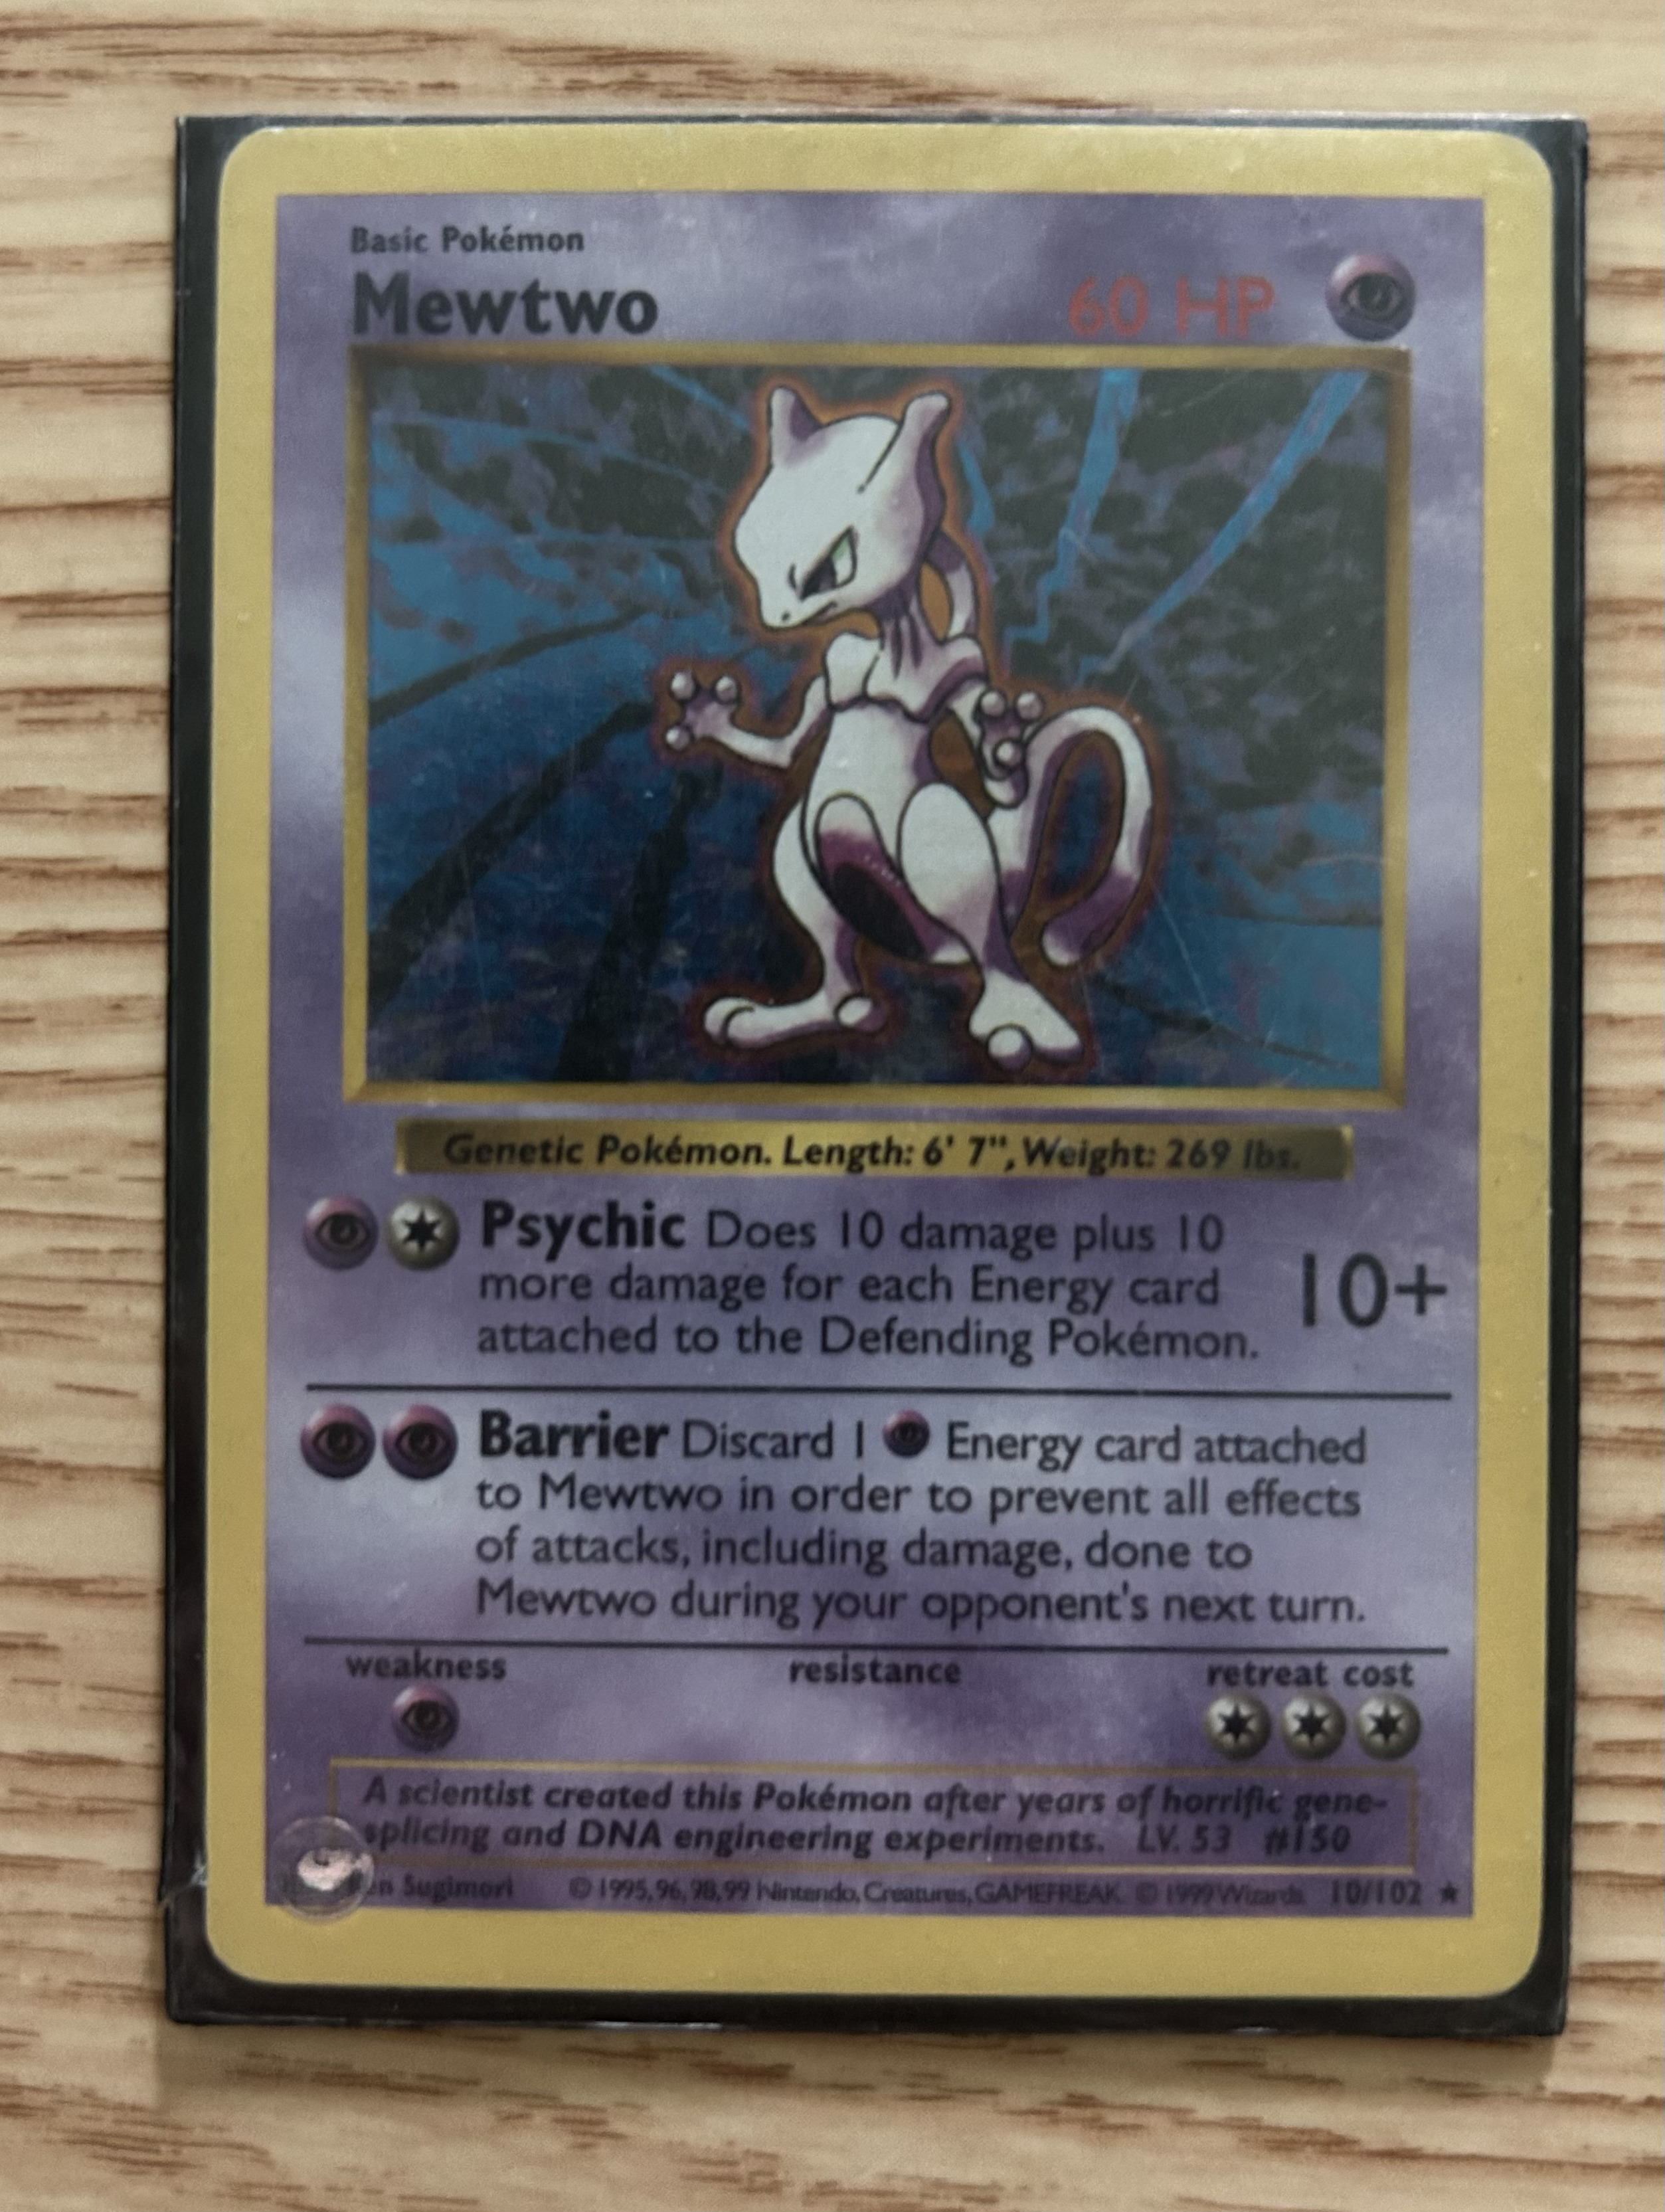 Basic Pokémon
Mewtwo 60 HP
Genetic Pokémon. Length: 6' 7", Weight: 269 lbs.
Psychic Does 10 damage plus 10
more damage for each Energy card
attached to the Defending Pokémon.
10+
Barrier Discard 1 Energy card attached
to Mewtwo in order to prevent all effects
of attacks, including damage, done to
Mewtwo during your opponent's next turn.
weakness resistance retreat cost
A scientist created this Pokémon after years of horrific gene-
splicing and DNA engineering experiments. LV. 53 #150
Sugimori © 1995, 96, 98, 99 Nintendo, Creatures, GAMEFREAK. © 1999 Wizards. 10/102 ★